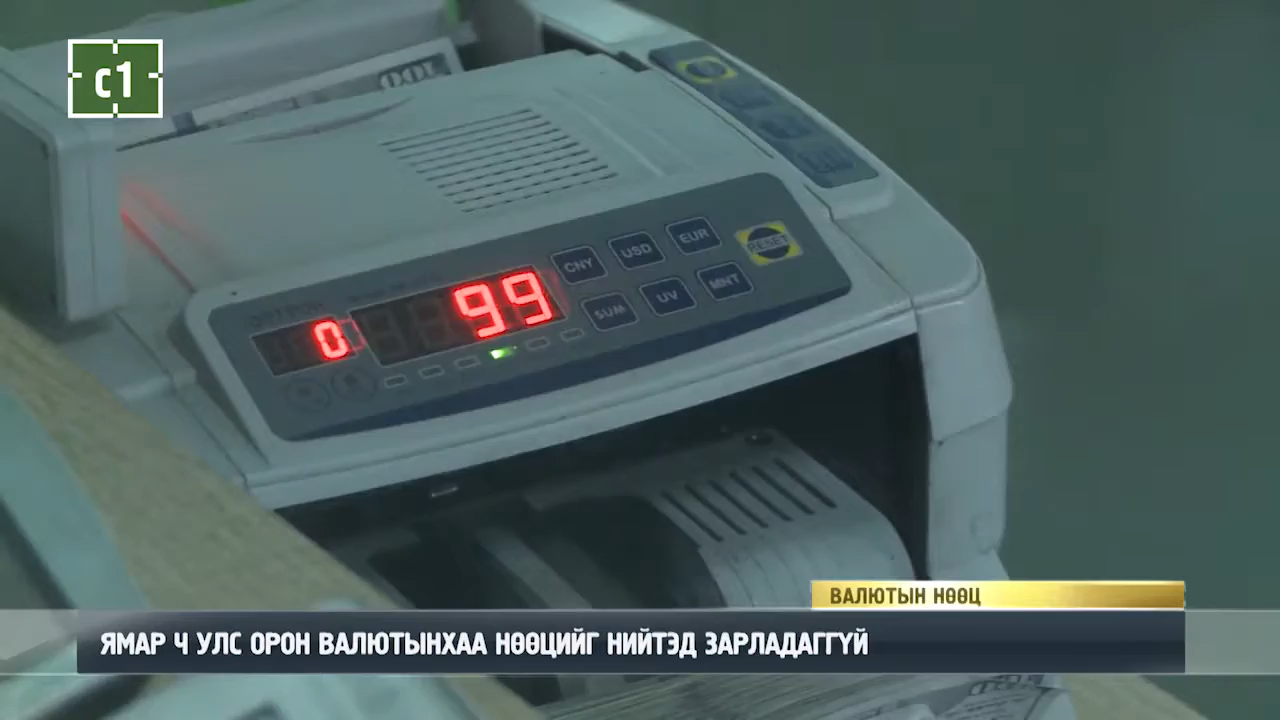 c1
100
CNY
USD
EUR
RESET
SUM
UV
MNT
0
99
ВАЛЮТЫН НӨӨЦ
ЯМАР Ч УЛС ОРОН ВАЛЮТЫНХАА НӨӨЦИЙГ НИЙТЭД ЗАРЛАДАГГҮЙ